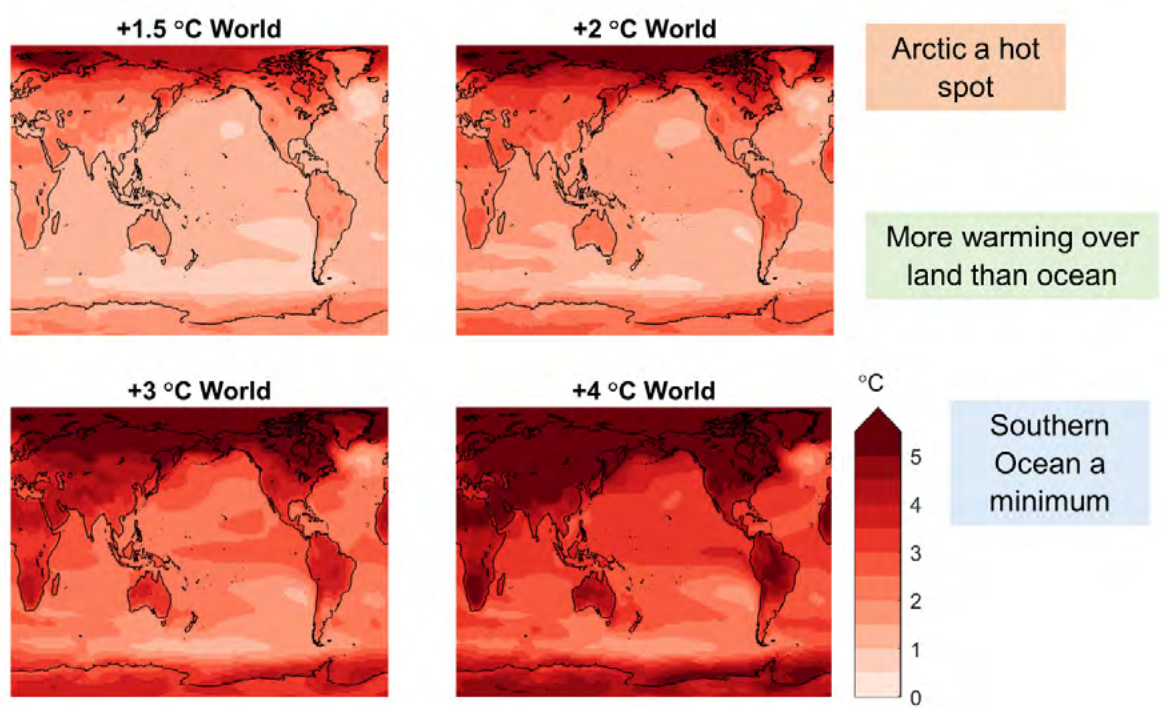 +1.5 °C World
+2 °C World
Arctic a hot
spot
More warming over
land than ocean
+3 °C World
+4 °C World
°C
5
4
3
2
1
0
Southern
Ocean a
minimum